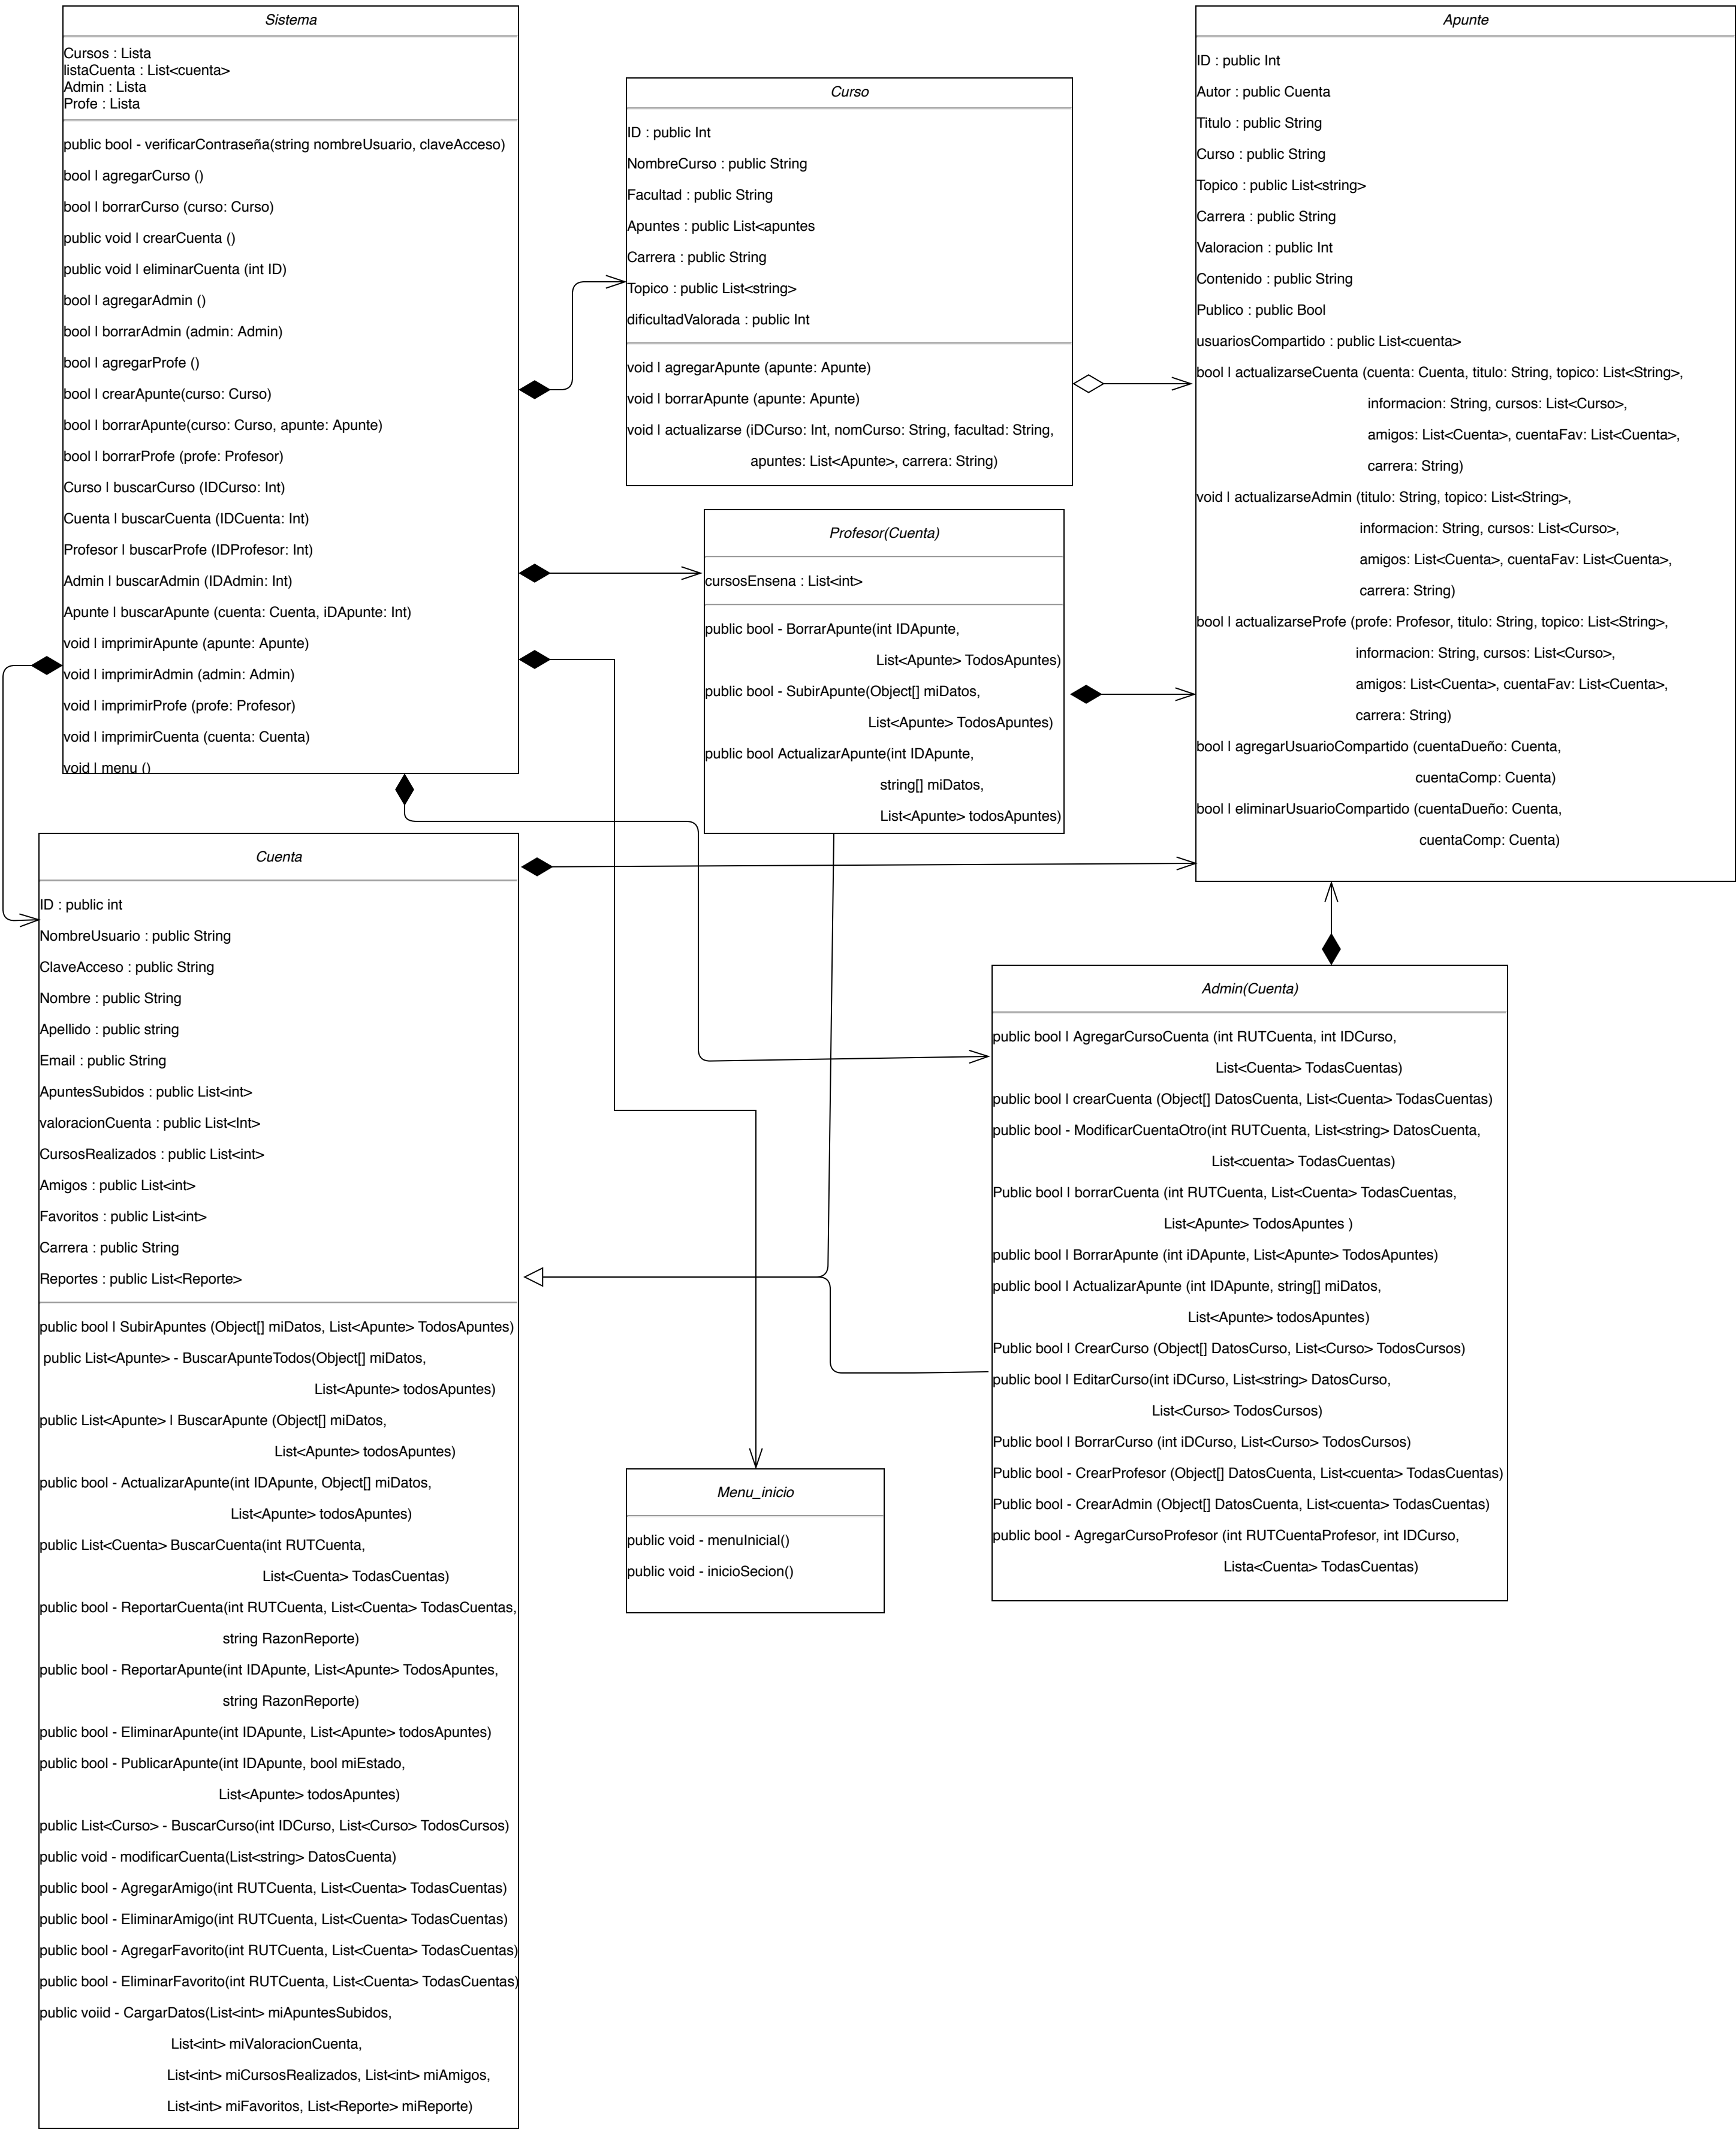 Sistema
Cursos : Lista
listaCuenta : List<cuenta>
Admin : Lista
Profe : Lista
public bool - verificarContraseña(string nombreUsuario, claveAcceso)
bool | agregarCurso ()
bool | borrarCurso (curso: Curso)
public void | crearCuenta ()
public void | eliminarCuenta (int ID)
bool | agregarAdmin ()
bool | borrarAdmin (admin: Admin)
bool | agregarProfe ()
bool | crearApunte(curso: Curso)
bool | borrarApunte(curso: Curso, apunte: Apunte)
bool | borrarProfe (profe: Profesor)
Curso | buscarCurso (IDCurso: Int)
Cuenta | buscarCuenta (IDCuenta: Int)
Profesor | buscarProfe (IDProfesor: Int)
Admin | buscarAdmin (IDAdmin: Int)
Apunte | buscarApunte (cuenta: Cuenta, iDApunte: Int)
void | imprimirApunte (apunte: Apunte)
void | imprimirAdmin (admin: Admin)
void | imprimirProfe (profe: Profesor)
void | imprimirCuenta (cuenta: Cuenta)
void | menu ()
Curso
ID : public Int
NombreCurso : public String
Facultad : public String
Apuntes : public List<apuntes
Carrera : public String
Topico : public List<string>
dificultadValorada : public Int
void | agregarApunte (apunte: Apunte)
void | borrarApunte (apunte: Apunte)
void | actualizarse (iDCurso: Int, nomCurso: String, facultad: String,
apuntes: List<Apunte>, carrera: String)
Apunte
ID : public Int
Autor : public Cuenta
Titulo : public String
Curso : public String
Topico : public List<string>
Carrera : public String
Valoracion : public Int
Contenido : public String
Publico : public Bool
usuariosCompartido : public List<cuenta>
bool | actualizarseCuenta (cuenta: Cuenta, titulo: String, topico: List<String>,
informacion: String, cursos: List<Curso>,
amigos: List<Cuenta>, cuentaFav: List<Cuenta>,
carrera: String)
void | actualizarseAdmin (titulo: String, topico: List<String>,
informacion: String, cursos: List<Curso>,
amigos: List<Cuenta>, cuentaFav: List<Cuenta>,
carrera: String)
bool | actualizarseProfe (profe: Profesor, titulo: String, topico: List<String>,
informacion: String, cursos: List<Curso>,
amigos: List<Cuenta>, cuentaFav: List<Cuenta>,
carrera: String)
bool | agregarUsuarioCompartido (cuentaDueño: Cuenta,
cuentaComp: Cuenta)
bool | eliminarUsuarioCompartido (cuentaDueño: Cuenta,
cuentaComp: Cuenta)
Profesor(Cuenta)
cursosEnsena : List<int>
public bool - BorrarApunte(int IDApunte,
List<Apunte> TodosApuntes)
public bool - SubirApunte(Object[] miDatos,
List<Apunte> TodosApuntes)
public bool ActualizarApunte(int IDApunte,
string[] miDatos,
List<Apunte> todosApuntes)
Cuenta
ID : public int
NombreUsuario : public String
ClaveAcceso : public String
Nombre : public String
Apellido : public string
Email : public String
ApuntesSubidos : public List<int>
valoracionCuenta : public List<Int>
CursosRealizados : public List<int>
Amigos : public List<int>
Favoritos : public List<int>
Carrera : public String
Reportes : public List<Reporte>
public bool | SubirApuntes (Object[] miDatos, List<Apunte> TodosApuntes)
public List<Apunte> - BuscarApunteTodos(Object[] miDatos,
List<Apunte> todosApuntes)
public List<Apunte> | BuscarApunte (Object[] miDatos,
List<Apunte> todosApuntes)
public bool - ActualizarApunte(int IDApunte, Object[] miDatos,
List<Apunte> todosApuntes)
public List<Cuenta> BuscarCuenta(int RUTCuenta,
List<Cuenta> TodasCuentas)
public bool - ReportarCuenta(int RUTCuenta, List<Cuenta> TodasCuentas,
string RazonReporte)
public bool - ReportarApunte(int IDApunte, List<Apunte> TodosApuntes,
string RazonReporte)
public bool - EliminarApunte(int IDApunte, List<Apunte> todosApuntes)
public bool - PublicarApunte(int IDApunte, bool miEstado,
List<Apunte> todosApuntes)
public List<Curso> - BuscarCurso(int IDCurso, List<Curso> TodosCursos)
public void - modificarCuenta(List<string> DatosCuenta)
public bool - AgregarAmigo(int RUTCuenta, List<Cuenta> TodasCuentas)
public bool - EliminarAmigo(int RUTCuenta, List<Cuenta> TodasCuentas)
public bool - AgregarFavorito(int RUTCuenta, List<Cuenta> TodasCuentas)
public bool - EliminarFavorito(int RUTCuenta, List<Cuenta> TodasCuentas)
public voiid - CargarDatos(List<int> miApuntesSubidos,
List<int> miValoracionCuenta,
List<int> miCursosRealizados, List<int> miAmigos,
List<int> miFavoritos, List<Reporte> miReporte)
Admin(Cuenta)
public bool | AgregarCursoCuenta (int RUTCuenta, int IDCurso,
List<Cuenta> TodasCuentas)
public bool | crearCuenta (Object[] DatosCuenta, List<Cuenta> TodasCuentas)
public bool - ModificarCuentaOtro(int RUTCuenta, List<string> DatosCuenta,
List<cuenta> TodasCuentas)
Public bool | borrarCuenta (int RUTCuenta, List<Cuenta> TodasCuentas,
List<Apunte> TodosApuntes )
public bool | BorrarApunte (int iDApunte, List<Apunte> TodosApuntes)
public bool | ActualizarApunte (int IDApunte, string[] miDatos,
List<Apunte> todosApuntes)
Public bool | CrearCurso (Object[] DatosCurso, List<Curso> TodosCursos)
public bool | EditarCurso(int iDCurso, List<string> DatosCurso,
List<Curso> TodosCursos)
Public bool | BorrarCurso (int iDCurso, List<Curso> TodosCursos)
Public bool - CrearProfesor (Object[] DatosCuenta, List<cuenta> TodasCuentas)
Public bool - CrearAdmin (Object[] DatosCuenta, List<cuenta> TodasCuentas)
public bool - AgregarCursoProfesor (int RUTCuentaProfesor, int IDCurso,
Lista<Cuenta> TodasCuentas)
Menu_inicio
public void - menuInicial()
public void - inicioSecion()